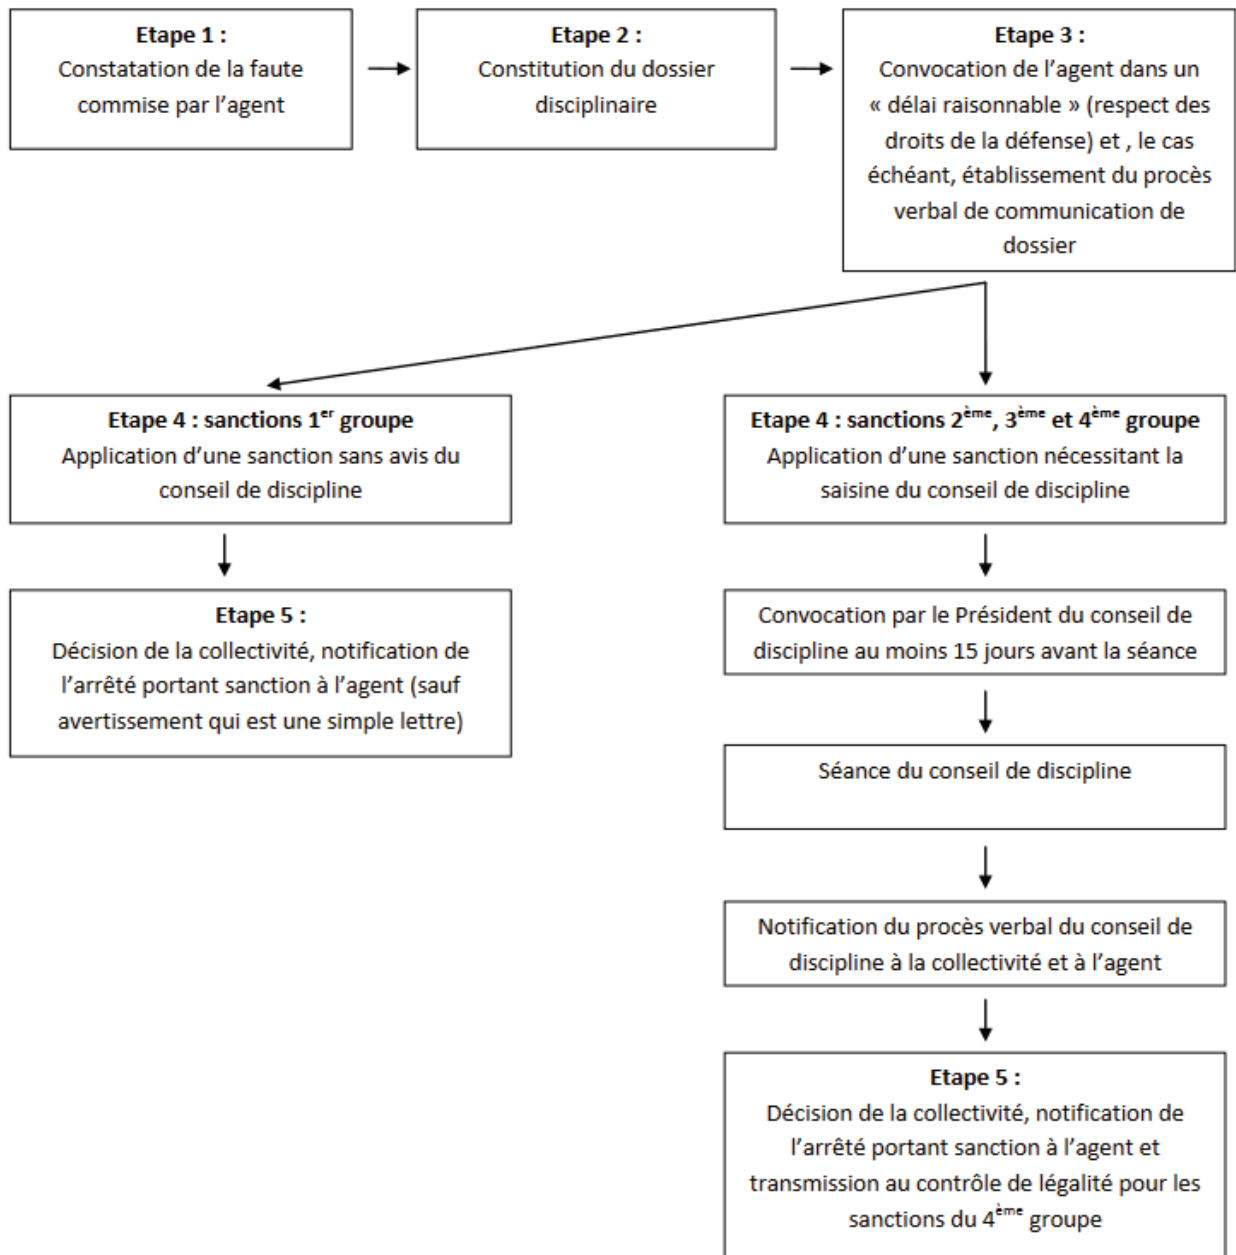 Etape 1 :
Constatation de la faute
commise par l'agent
Etape 2 :
Constitution du dossier
disciplinaire
Etape 3 :
Convocation de l'agent dans un
« délai raisonnable » (respect des
droits de la défense) et , le cas
échéant, établissement du procès
verbal de communication de
dossier
Etape 4 : sanctions 1er groupe
Application d'une sanction sans avis du
conseil de discipline
Etape 5 :
Décision de la collectivité, notification de
l'arrêté portant sanction à l'agent (sauf
avertissement qui est une simple lettre)
Etape 4 : sanctions 2ème, 3ème et 4ème groupe
Application d'une sanction nécessitant la
saisine du conseil de discipline
Convocation par le Président du conseil de
discipline au moins 15 jours avant la séance
Séance du conseil de discipline
Notification du procès verbal du conseil de
discipline à la collectivité et à l'agent
Etape 5 :
Décision de la collectivité, notification de
l'arrêté portant sanction à l'agent et
transmission au contrôle de légalité pour les
sanctions du 4ème groupe